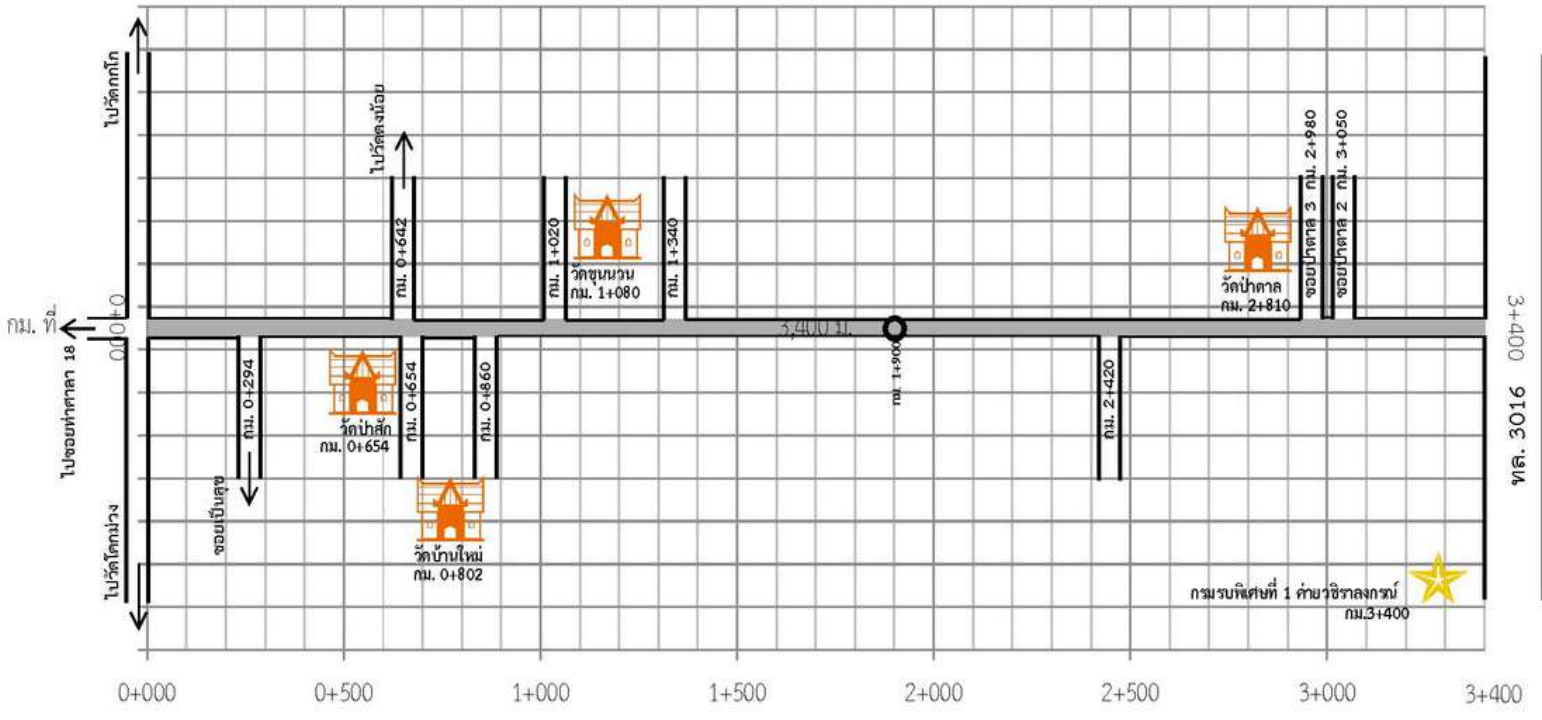 ไปวัดกกโก
ไปวัดดงน้อย
กม. 0+642
กม. 1+020
วัดขุนนวน
กม. 1+080
กม. 1+340
วัดป่าตาล
กม. 2+810
ซอยป่าตาล 3 กม. 2+980
ซอยป่าตาล 2 กม. 3+050
กม. ที่
0+000
3,400 ม.
กม. 1+900
3+400
ทล. 3016
ไปซอยท่าศาลา 18
กม. 0+294
วัดป่าสัก
กม. 0+654
กม. 0+654
กม. 0+860
กม. 2+420
ซอยเป็นสุข
ไปวัดโคกม่วง
วัดบ้านใหม่
กม. 0+802
กรมรบพิเศษที่ 1 ค่ายวชิราลงกรณ์
กม.3+400
0+000 0+500 1+000 1+500 2+000 2+500 3+000 3+400